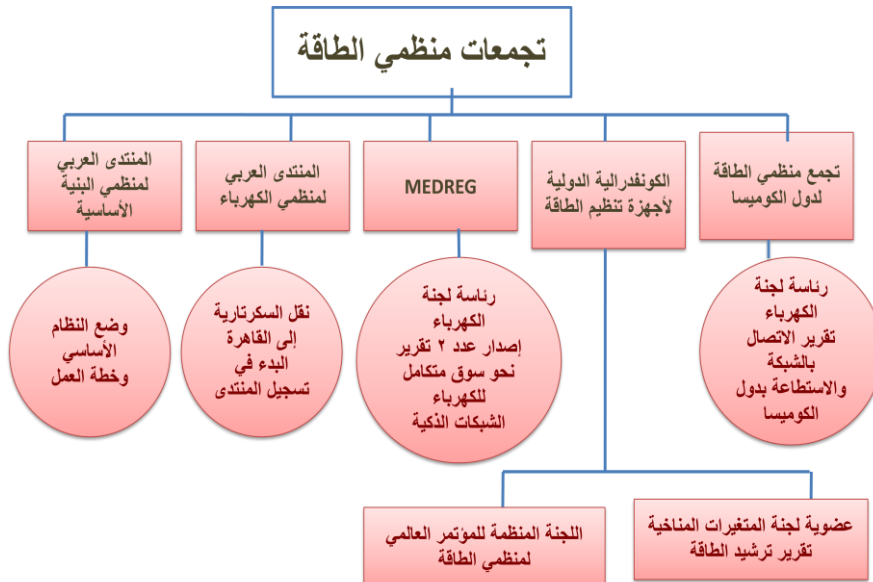 تجمعات منظمي الطاقة
تجمع منظمي الطاقة
لدول الكوميسا
الكونفدرالية الدولية
لأجهزة تنظيم الطاقة
MEDREG
المنتدى العربي
لمنظمي الكهرباء
المنتدى العربي
لمنظمي البنية
الأساسية
رئاسة لجنة
الكهرباء
تقرير الاتصال
بالشبكة
والاستطاعة بدول
الكوميسا
رئاسة لجنة
الكهرباء
إصدار عدد ٢ تقرير
نحو سوق متكامل
للكهرباء
الشبكات الذكية
نقل السكرتارية
إلى القاهرة
البدء في
تسجيل المنتدى
وضع النظام
الأساسي
وخطة العمل
عضوية لجنة المتغيرات المناخية
تقرير ترشيد الطاقة
اللجنة المنظمة للمؤتمر العالمي
لمنظمي الطاقة